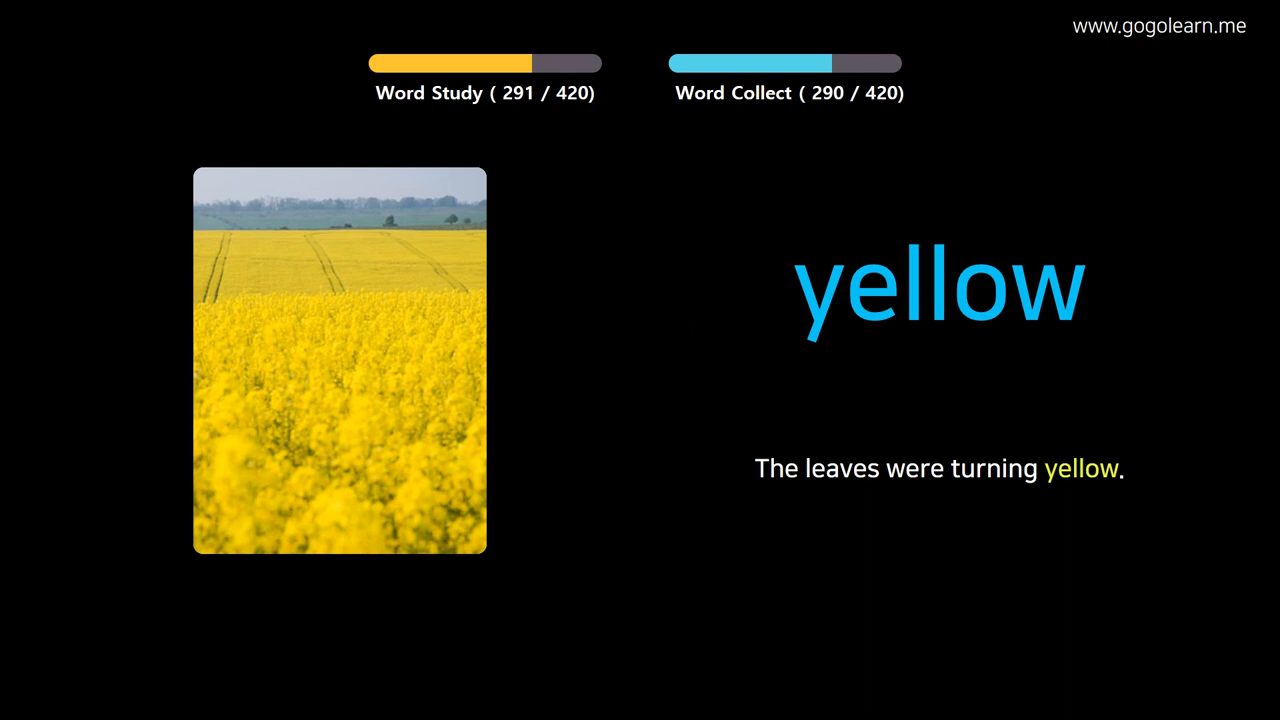 www.gogolearn.me
Word Study ( 291 / 420)
Word Collect ( 290 / 420)
yellow
The leaves were turning yellow.